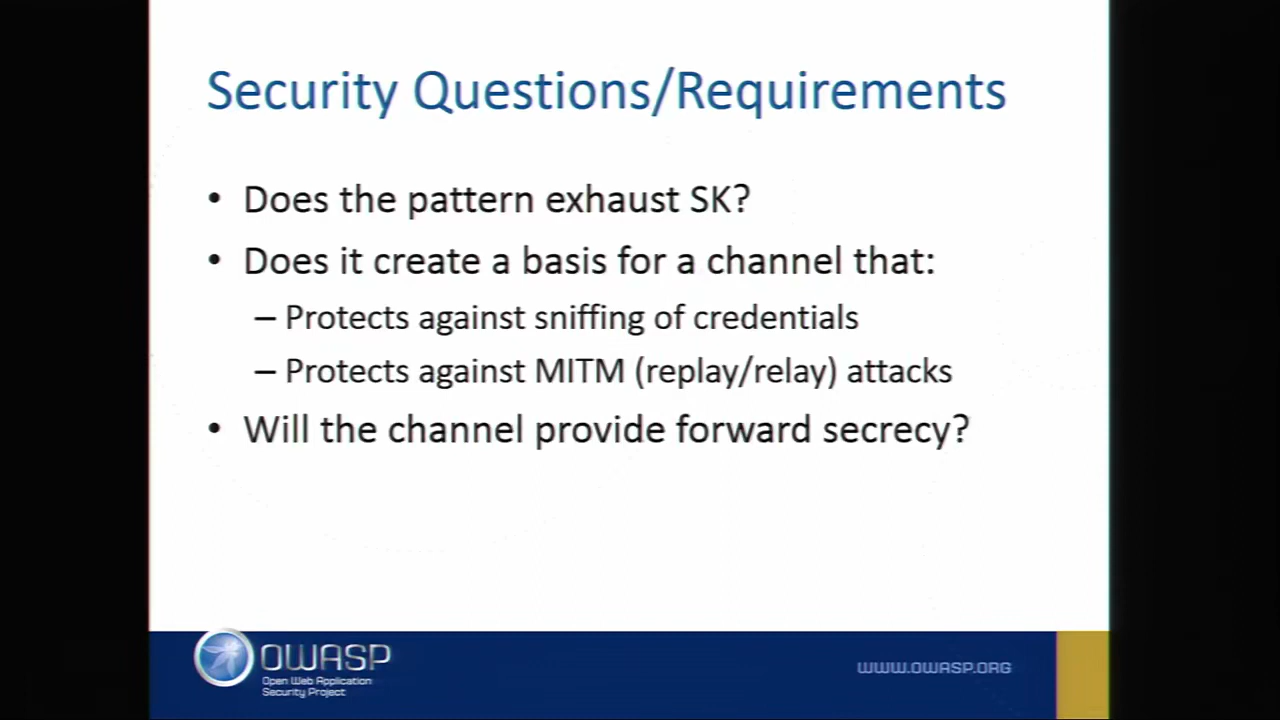 Security Questions/Requirements
• Does the pattern exhaust SK?
• Does it create a basis for a channel that:
– Protects against sniffing of credentials
– Protects against MITM (replay/relay) attacks
• Will the channel provide forward secrecy?
OWASP
Open Web Application
Security Project
WWW.OWASP.ORG